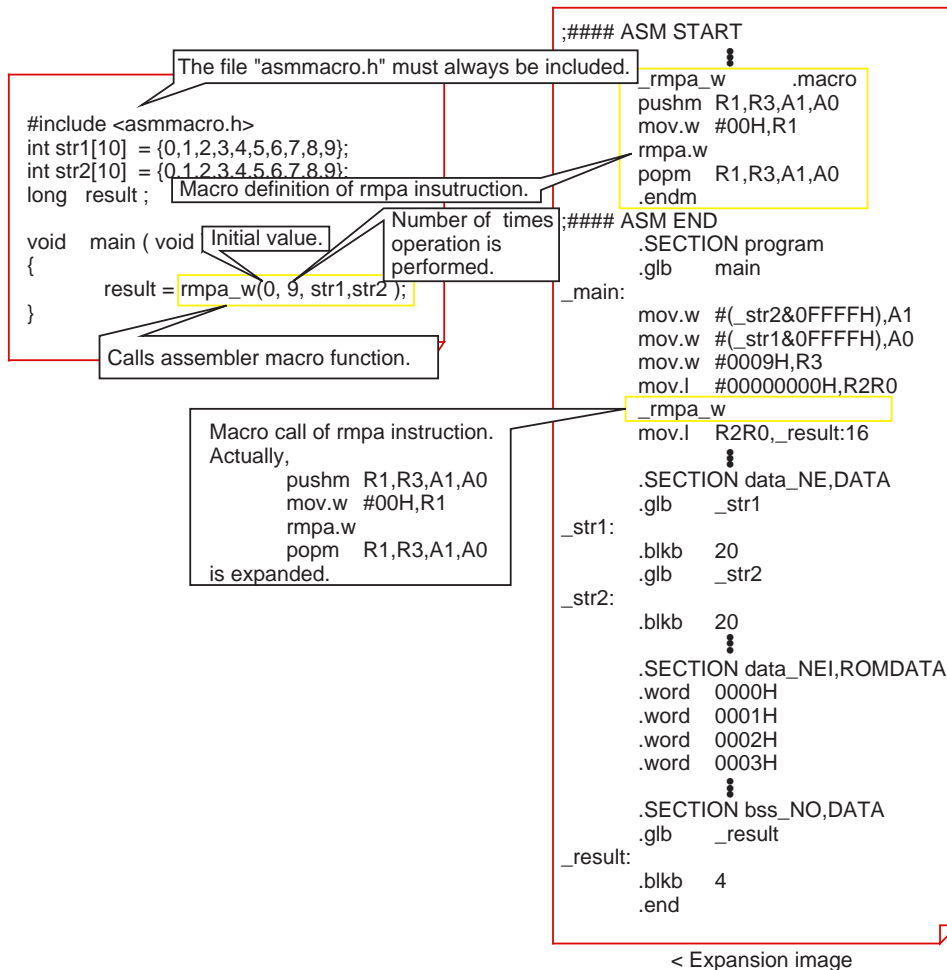 The file "asmmacro.h" must always be included.
#include <asmmacro.h>
int str1[10] = {0,1,2,3,4,5,6,7,8,9};
int str2[10] = {0,1,2,3,4,5,6,7,8,9};
long result ;
Macro definition of rmpa insutruction.
void main ( void
Initial value.
Number of times
operation is
performed.
{
result = rmpa_w(0, 9, str1,str2 );
}
Calls assembler macro function.
Macro call of rmpa instruction.
Actually,
pushm R1,R3,A1,A0
mov.w #00H,R1
rmpa.w
popm R1,R3,A1,A0
is expanded.
;#### ASM START
_rmpa_w .macro
pushm R1,R3,A1,A0
mov.w #00H,R1
rmpa.w
popm R1,R3,A1,A0
.endm
;#### ASM END
.SECTION program
.glb main
_main:
mov.w #(_str2&0FFFFH),A1
mov.w #(_str1&0FFFFH),A0
mov.w #0009H,R3
mov.l #00000000H,R2R0
_rmpa_w
mov.l R2R0,_result:16
.SECTION data_NE,DATA
.glb _str1
_str1:
.blkb 20
.glb _str2
_str2:
.blkb 20
.SECTION data_NEI,ROMDATA
.word 0000H
.word 0001H
.word 0002H
.word 0003H
.SECTION bss_NO,DATA
.glb _result
_result:
.blkb 4
.end
< Expansion image